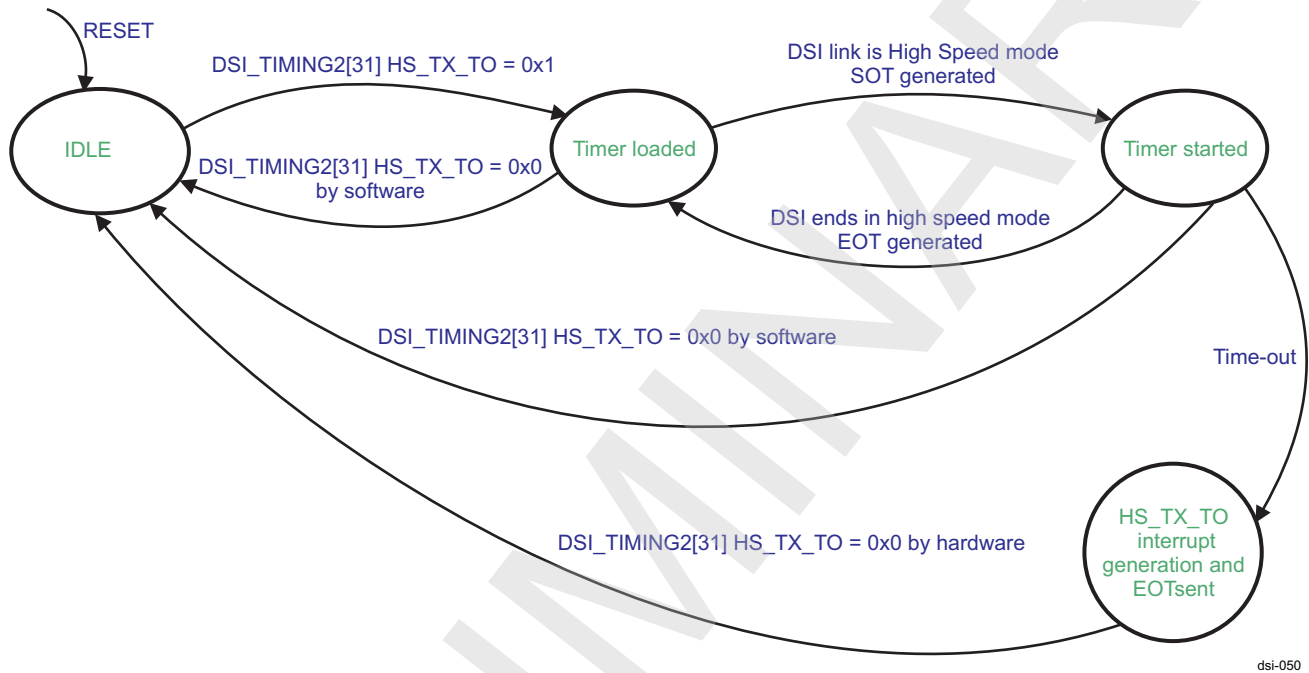 RESET
DSI_TIMING2[31] HS_TX_TO = 0x1
DSI link is High Speed mode
SOT generated
IDLE
Timer loaded
Timer started
DSI_TIMING2[31] HS_TX_TO = 0x0
by software
DSI ends in high speed mode
EOT generated
DSI_TIMING2[31] HS_TX_TO = 0x0 by software
Time-out
HS_TX_TO
interrupt
generation and
EOTsent
DSI_TIMING2[31] HS_TX_TO = 0x0 by hardware
dsi-050